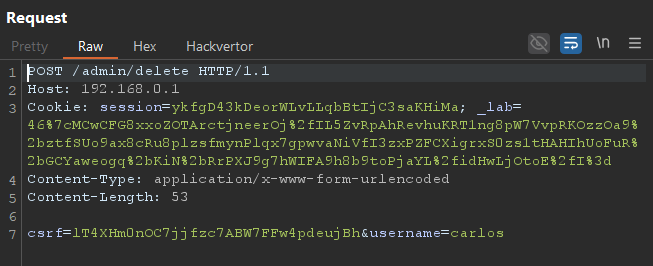 Request
Pretty Raw Hex Hackvertor \n
1 POST /admin/delete HTTP/1.1
2 Host: 192.168.0.1
3 Cookie: session=ykfgD43kDeorWLvLLqbBtIjC3saKHiMa; _lab=
46%7cMCwCFG8xxoZOTArctjneerOj%2fIL5ZvRpAhRevhuKRT1ng8pW7VvpRKOzzOa9%
2bztfSUo9ax8cRu8plzsfmynPlqx7gpwvaNiVfI3zxPZFCXigrxS0zs1tHAHIhUoFuR%
2bGCYaweogq%2bKiN%2bRrPXJ9g7hWIFA9h8b9toPjaYL%2fidHwLjOtoE%2fI%3d
4 Content-Type: application/x-www-form-urlencoded
5 Content-Length: 53
6
7 csrf=lT4XHm0nOC7jjfzc7ABW7FFw4pdeujBh&username=carlos